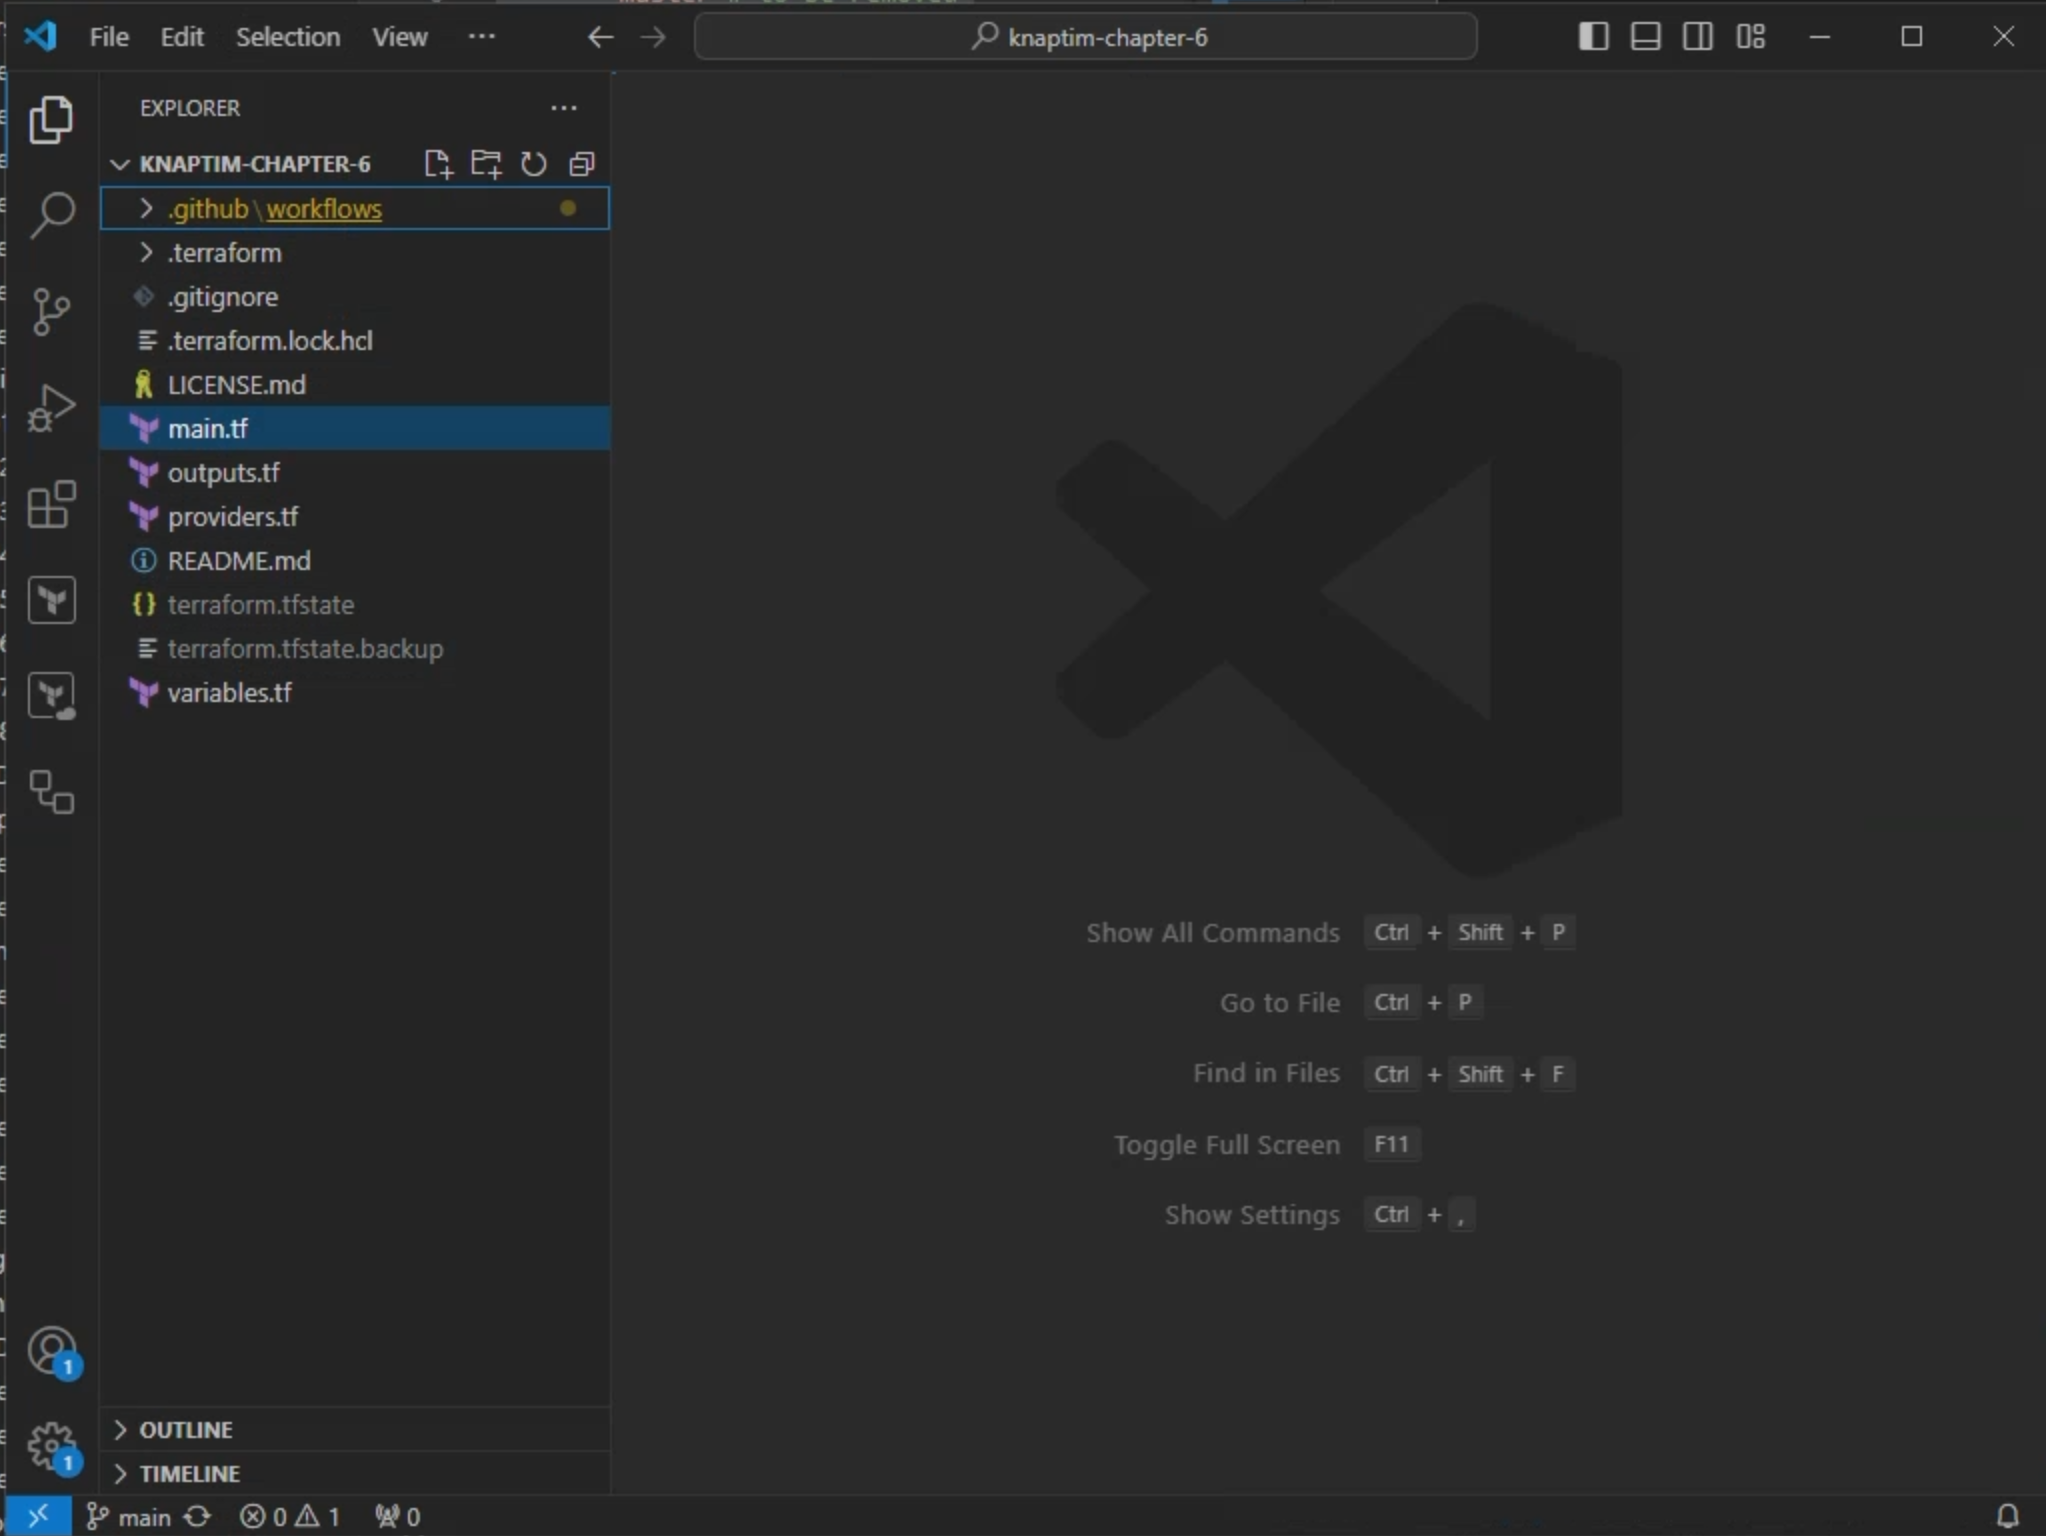 File Edit Selection View ··· knaptim-chapter-6
EXPLORER
KNAPTIM-CHAPTER-6
.github\workflows
.terraform
.gitignore
.terraform.lock.hcl
LICENSE.md
main.tf
outputs.tf
providers.tf
README.md
terraform.tfstate
terraform.tfstate.backup
variables.tf
Show All Commands Ctrl + Shift + P
Go to File Ctrl + P
Find in Files Ctrl + Shift + F
Toggle Full Screen F11
Show Settings Ctrl + ,
1
1
OUTLINE
TIMELINE
main 0 1 0